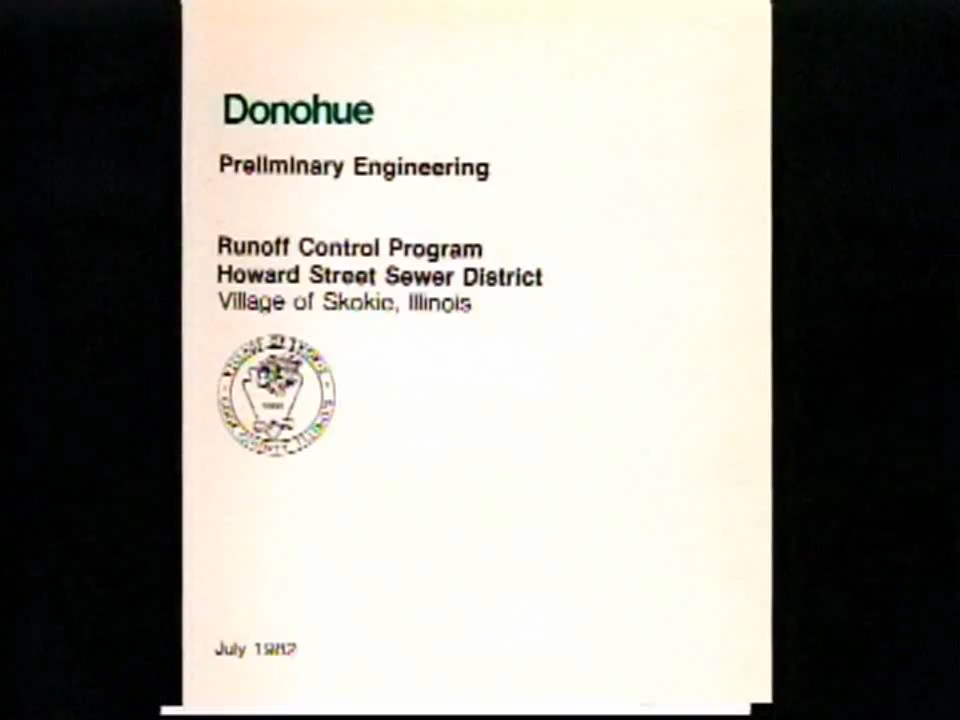 Donohue
Preliminary Engineering
Runoff Control Program
Howard Street Sewer District
Village of Skokie, Illinois
July 1982